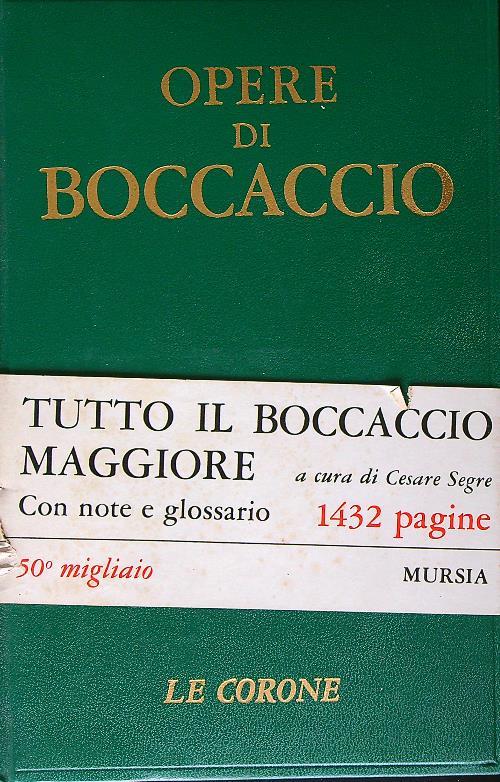 OPERE
DI
BOCCACCIO
TUTTO IL BOCCACCIO
MAGGIORE a cura di Cesare Segre
Con note e glossario 1432 pagine
50º migliaio MURSIA
LE CORONE